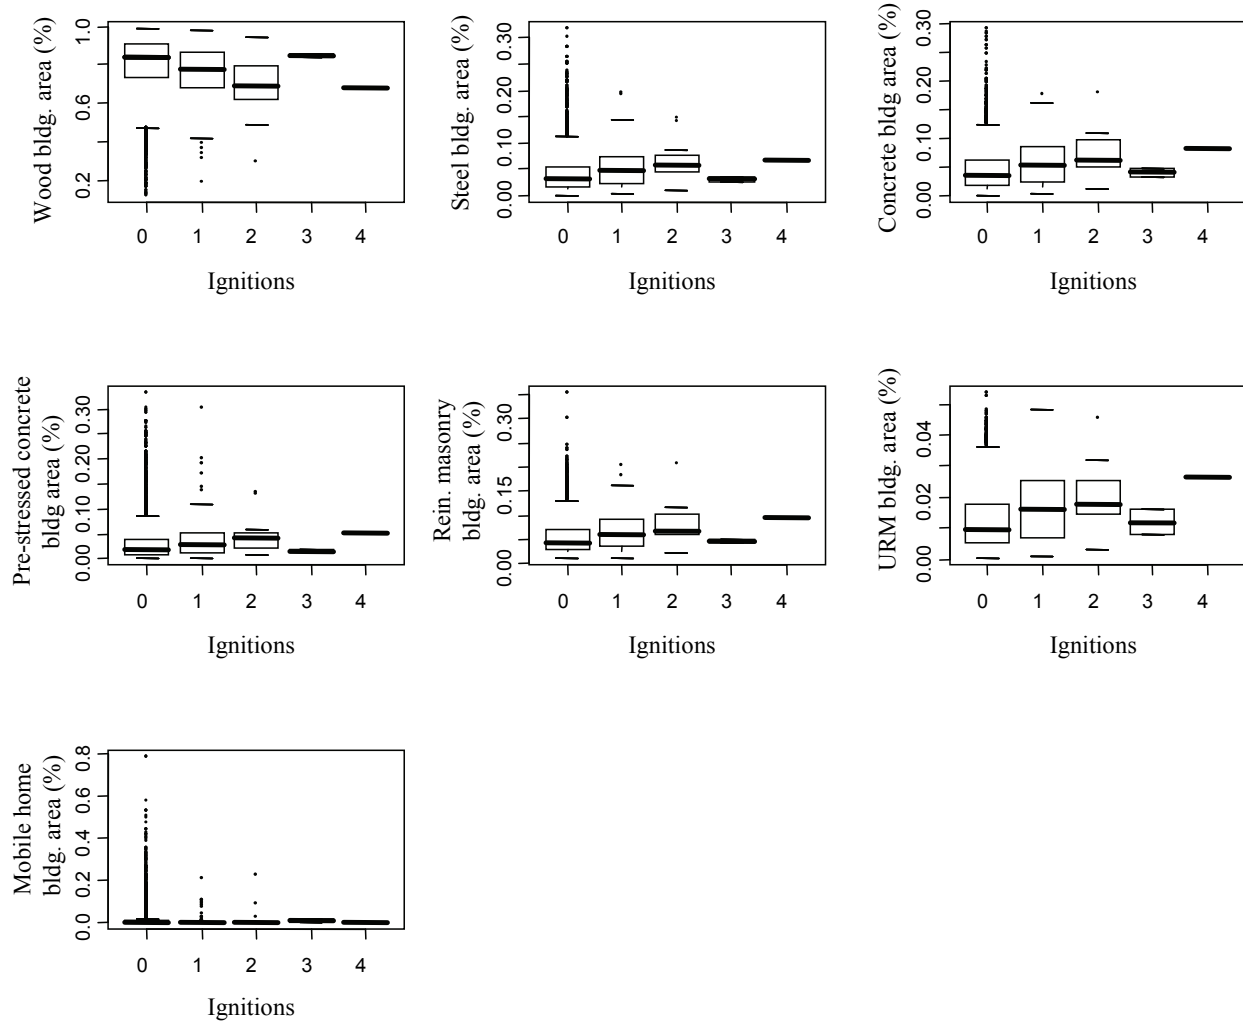 Wood bldg. area (%)
1.0
0.6
0.2
0 1 2 3 4
Ignitions
Steel bldg. area (%)
0.30
0.20
0.10
0.00
0 1 2 3 4
Ignitions
Concrete bldg area (%)
0.30
0.20
0.10
0.00
0 1 2 3 4
Ignitions
Pre-stressed concrete
bldg area (%)
0.30
0.20
0.10
0.00
0 1 2 3 4
Ignitions
Rein. masonry
bldg. area (%)
0.30
0.15
0.00
0 1 2 3 4
Ignitions
URM bldg. area (%)
0.04
0.02
0.00
0 1 2 3 4
Ignitions
Mobile home
bldg. area (%)
0.8
0.4
0.0
0 1 2 3 4
Ignitions